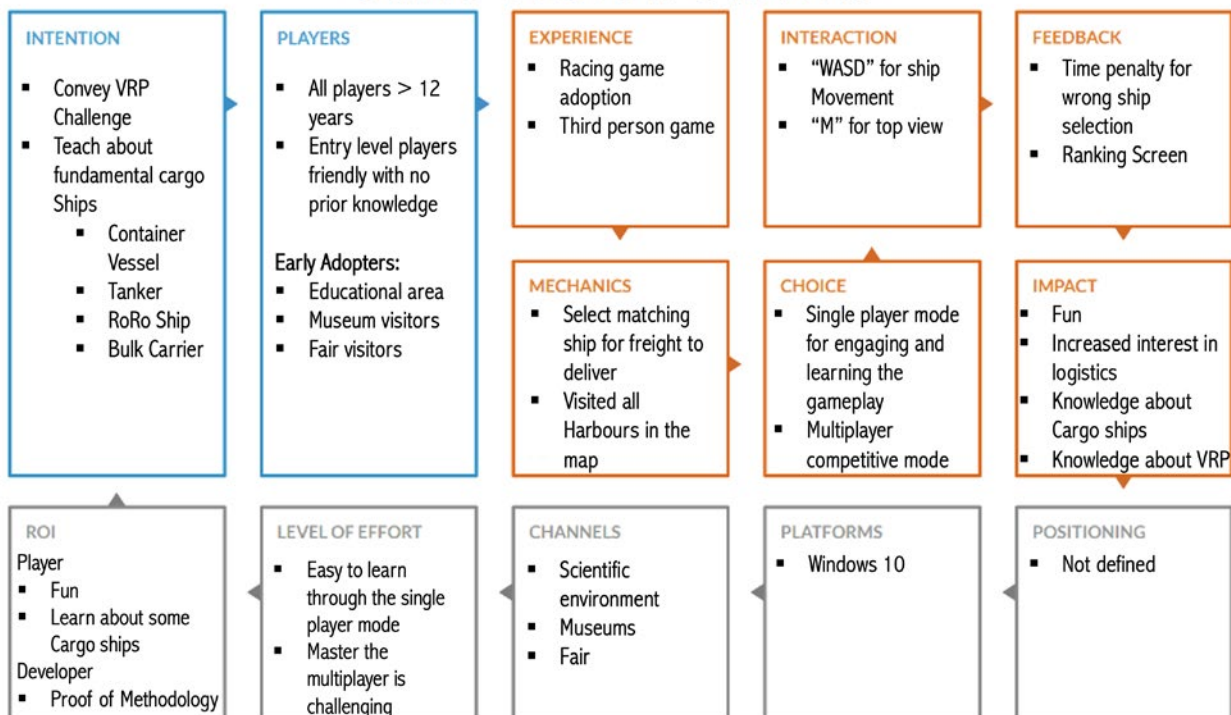 INTENTION
Convey VRP
Challenge
Teach about
fundamental cargo
Ships
Container
Vessel
Tanker
RoRo Ship
Bulk Carrier
PLAYERS
All players > 12
years
Entry level players
friendly with no
prior knowledge
Early Adopters:
Educational area
Museum visitors
Fair visitors
EXPERIENCE
Racing game
adoption
Third person game
MECHANICS
Select matching
ship for freight to
deliver
Visited all
Harbours in the
map
CHOICE
Single player mode
for engaging and
learning the
gameplay
Multiplayer
competitive mode
INTERACTION
“WASD” for ship
Movement
“M” for top view
FEEDBACK
Time penalty for
wrong ship
selection
Ranking Screen
IMPACT
Fun
Increased interest in
logistics
Knowledge about
Cargo ships
Knowledge about VRP
POSITIONING
Not defined
PLATFORMS
Windows 10
CHANNELS
Scientific
environment
Museums
Fair
LEVEL OF EFFORT
Easy to learn
through the single
player mode
Master the
multiplayer is
challenging
ROI
Player
Fun
Learn about some
Cargo ships
Developer
Proof of Methodology